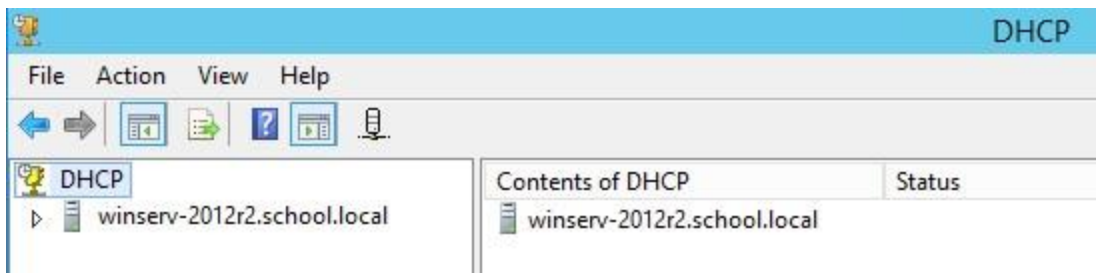 DHCP
File Action View Help
DHCP
winserv-2012r2.school.local
Contents of DHCP Status
winserv-2012r2.school.local